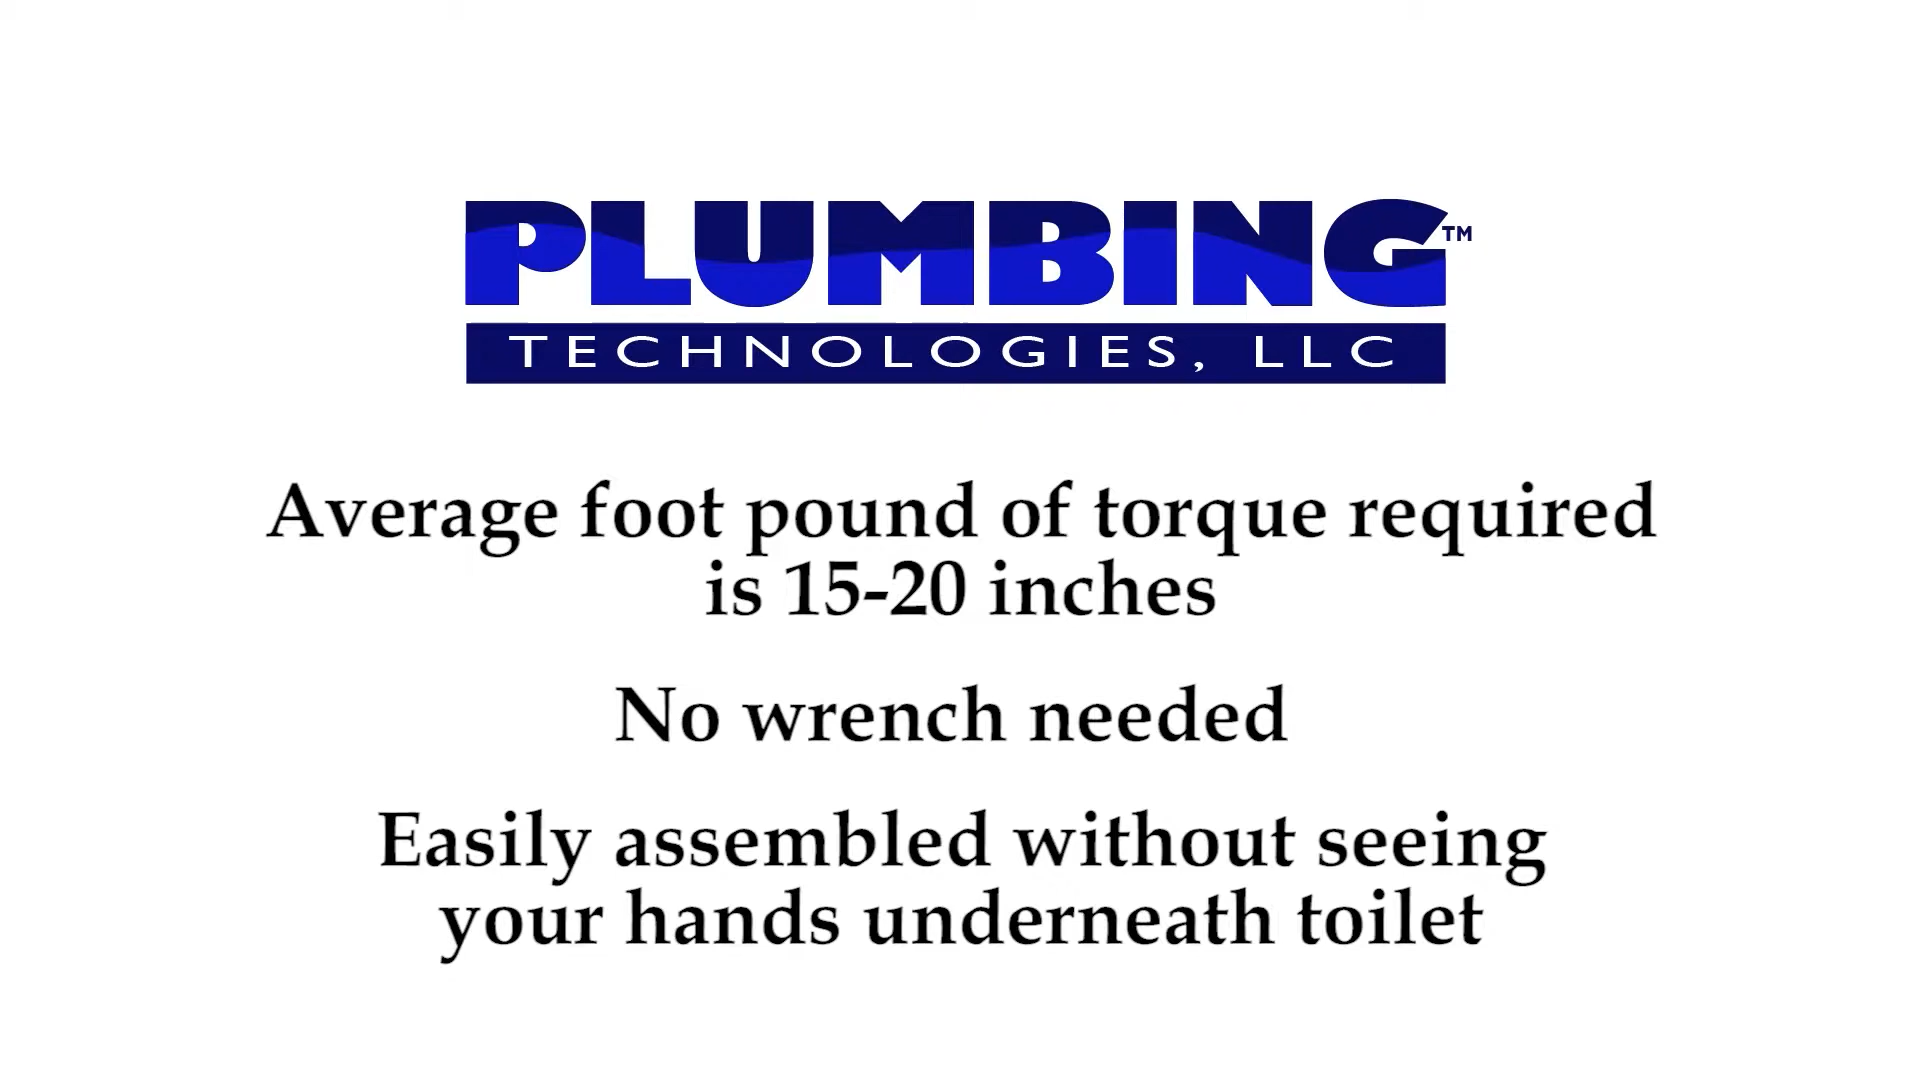 PLUMBING™
TECHNOLOGIES, LLC
Average foot pound of torque required
is 15-20 inches
No wrench needed
Easily assembled without seeing
your hands underneath toilet